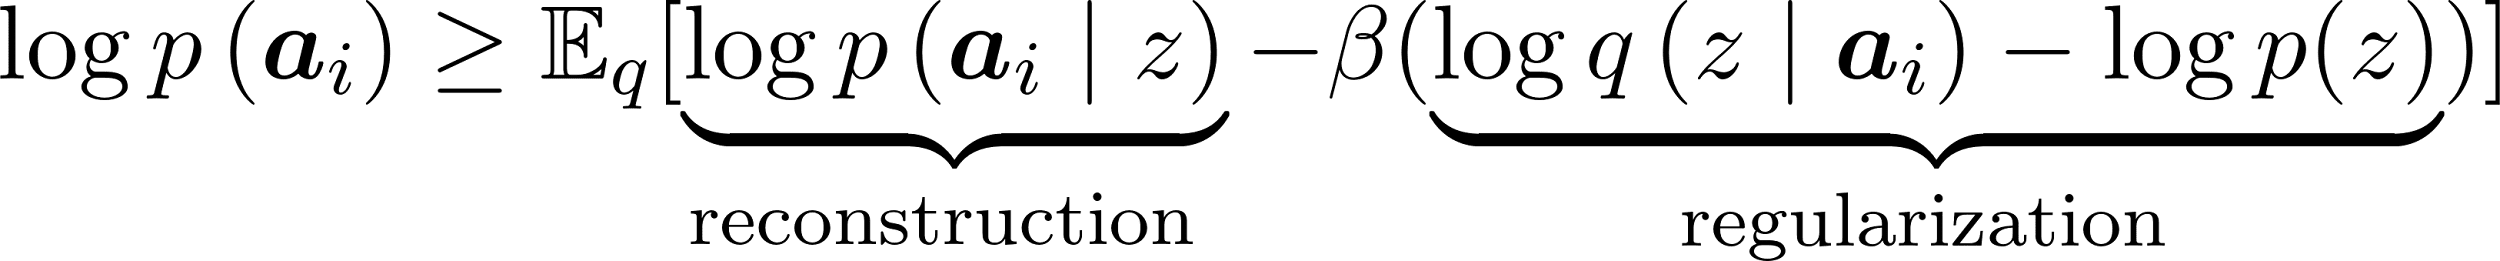 log p (a_i) ≥ 𝔼_q [log p (a_i | z) − β (log q (z | a_i) − log p(z))]
reconstruction regularization